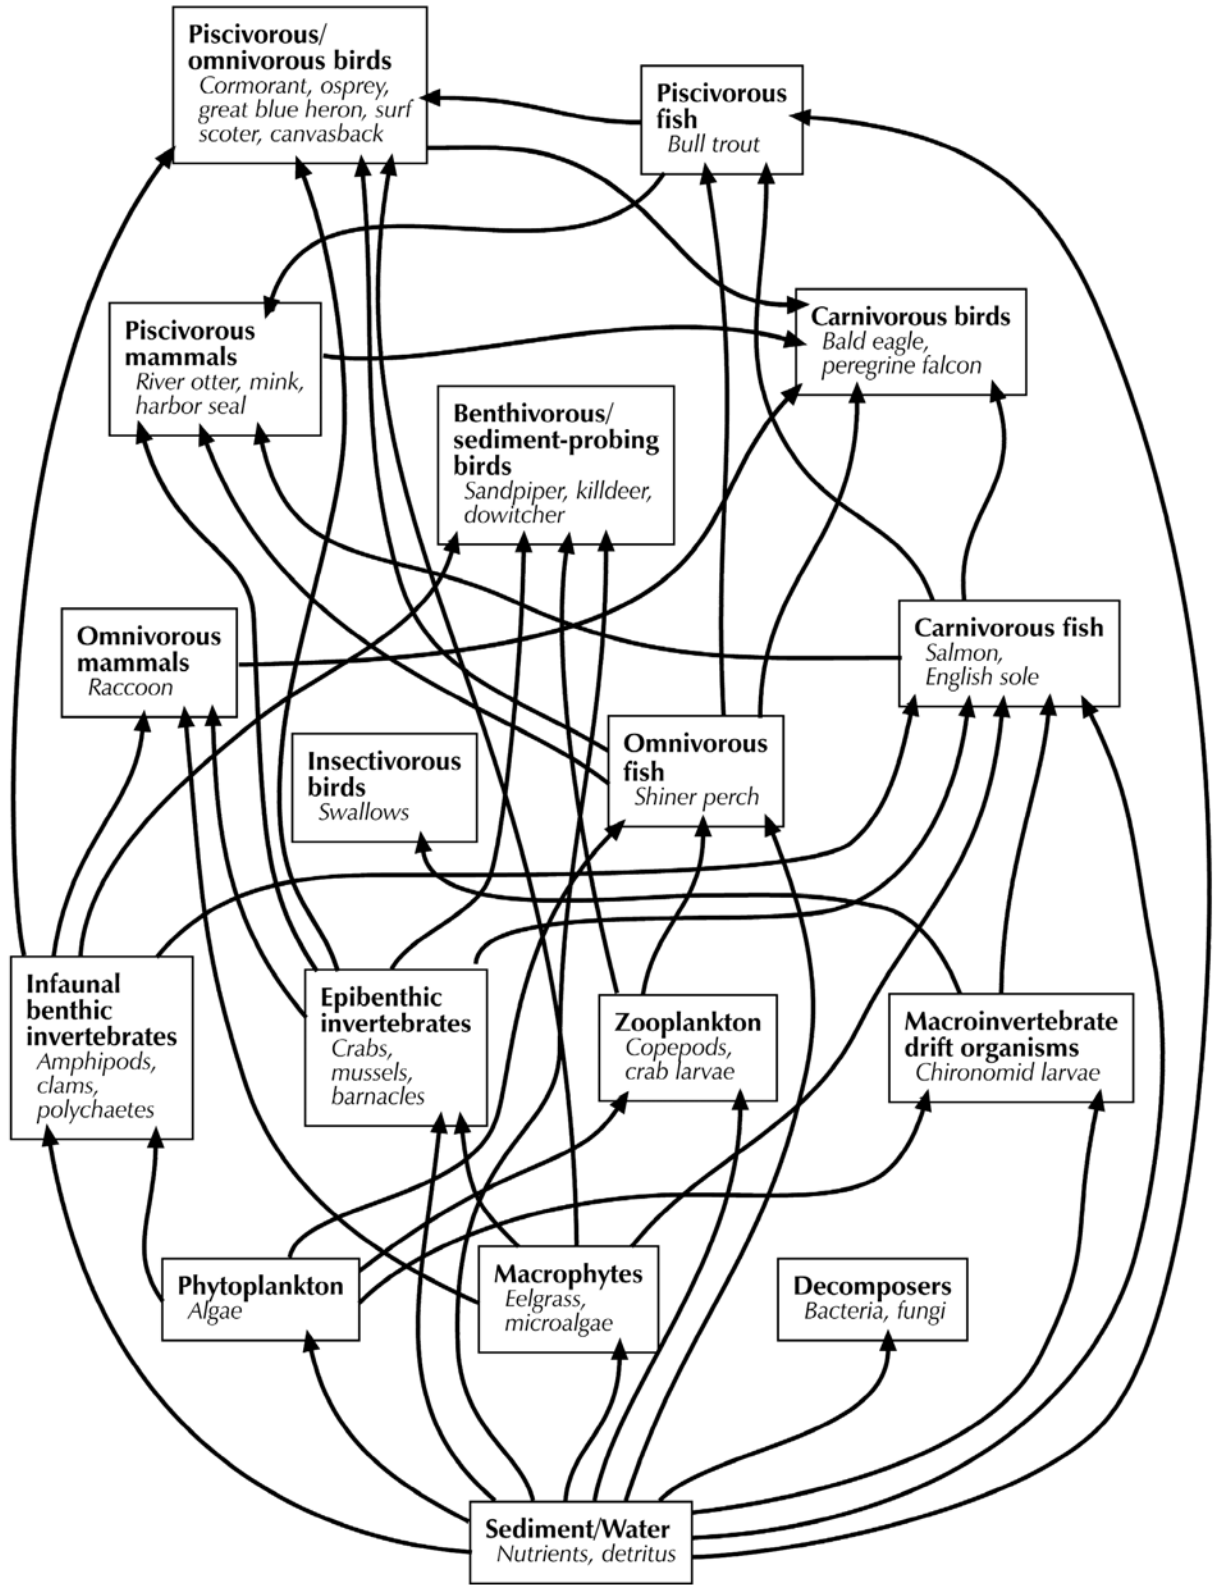 Piscivorous/
omnivorous birds
Cormorant, osprey,
great blue heron, surf
scoter, canvasback
Piscivorous
fish
Bull trout
Piscivorous
mammals
River otter, mink,
harbor seal
Carnivorous birds
Bald eagle,
peregrine falcon
Benthivorous/
sediment-probing
birds
Sandpiper, killdeer,
dowitcher
Omnivorous
mammals
Raccoon
Carnivorous fish
Salmon,
English sole
Insectivorous
birds
Swallows
Omnivorous
fish
Shiner perch
Infaunal
benthic
invertebrates
Amphipods,
clams,
polychaetes
Epibenthic
invertebrates
Crabs,
mussels,
barnacles
Zooplankton
Copepods,
crab larvae
Macroinvertebrate
drift organisms
Chironomid larvae
Phytoplankton
Algae
Macrophytes
Eelgrass,
microalgae
Decomposers
Bacteria, fungi
Sediment/Water
Nutrients, detritus